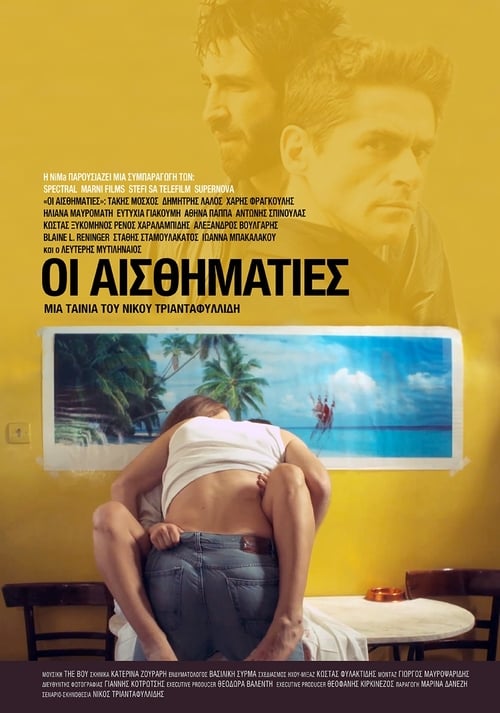 Η NiMa ΠΑΡΟΥΣΙΑΖΕΙ ΜΙΑ ΣΥΜΠΑΡΑΓΩΓΗ ΤΩΝ:
SPECTRAL MARNI FILMS STEFI SA TELEFILM SUPERNOVA
«ΟΙ ΑΙΣΘΗΜΑΤΙΕΣ»: ΤΑΚΗΣ ΜΟΣΧΟΣ ΔΗΜΗΤΡΗΣ ΛΑΛΟΣ ΧΑΡΗΣ ΦΡΑΓΚΟΥΛΗΣ
ΗΛΙΑΝΑ ΜΑΥΡΟΜΑΤΗ ΕΥΤΥΧΙΑ ΓΙΑΚΟΥΜΗ ΑΘΗΝΑ ΠΑΠΠΑ ΑΝΤΩΝΗΣ ΣΠΙΝΟΥΛΑΣ
ΚΩΣΤΑΣ ΞΥΚΟΜΗΝΟΣ ΡΕΝΟΣ ΧΑΡΑΛΑΜΠΙΔΗΣ ΑΛΕΞΑΝΔΡΟΣ ΒΟΥΛΓΑΡΗΣ
BLAINE L. RENINGER ΣΤΑΘΗΣ ΣΤΑΜΟΥΛΑΚΑΤΟΣ ΙΩΑΝΝΑ ΜΠΑΚΑΛΑΚΟΥ
και ο ΛΕΥΤΕΡΗΣ ΜΥΤΙΛΗΝΑΙΟΣ
ΟΙ ΑΙΣΘΗΜΑΤΙΕΣ
ΜΙΑ ΤΑΙΝΙΑ ΤΟΥ ΝΙΚΟΥ ΤΡΙΑΝΤΑΦΥΛΛΙΔΗ
ΜΟΥΣΙΚΗ THE BOY ΣΚΗΝΙΚΑ ΚΑΤΕΡΙΝΑ ΖΟΥΡΑΡΗ ΕΝΔΥΜΑΤΟΛΟΓΟΣ ΒΑΣΙΛΙΚΗ ΣΥΡΜΑ ΣΧΕΔΙΑΣΜΟΣ ΗΧΟΥ-ΜΙΞΑΖ ΚΩΣΤΑΣ ΦΥΛΑΚΤΙΔΗΣ ΜΟΝΤΑΖ ΓΙΩΡΓΟΣ ΜΑΥΡΟΨΑΡΙΔΗΣ
ΔΙΕΥΘΥΝΤΗΣ ΦΩΤΟΓΡΑΦΙΑΣ ΓΙΑΝΝΗΣ ΚΟΤΡΟΤΣΗΣ EXECUTIVE PRODUCER ΘΕΟΔΩΡΑ ΒΑΛΕΝΤΗ EXECUTIVE PRODUCER ΘΕΟΦΑΝΗΣ ΚΙΡΚΙΝΕΖΟΣ ΠΑΡΑΓΩΓΗ ΜΑΡΙΝΑ ΔΑΝΕΖΗ
ΣΕΝΑΡΙΟ-ΣΚΗΝΟΘΕΣΙΑ ΝΙΚΟΣ ΤΡΙΑΝΤΑΦΥΛΛΙΔΗΣ